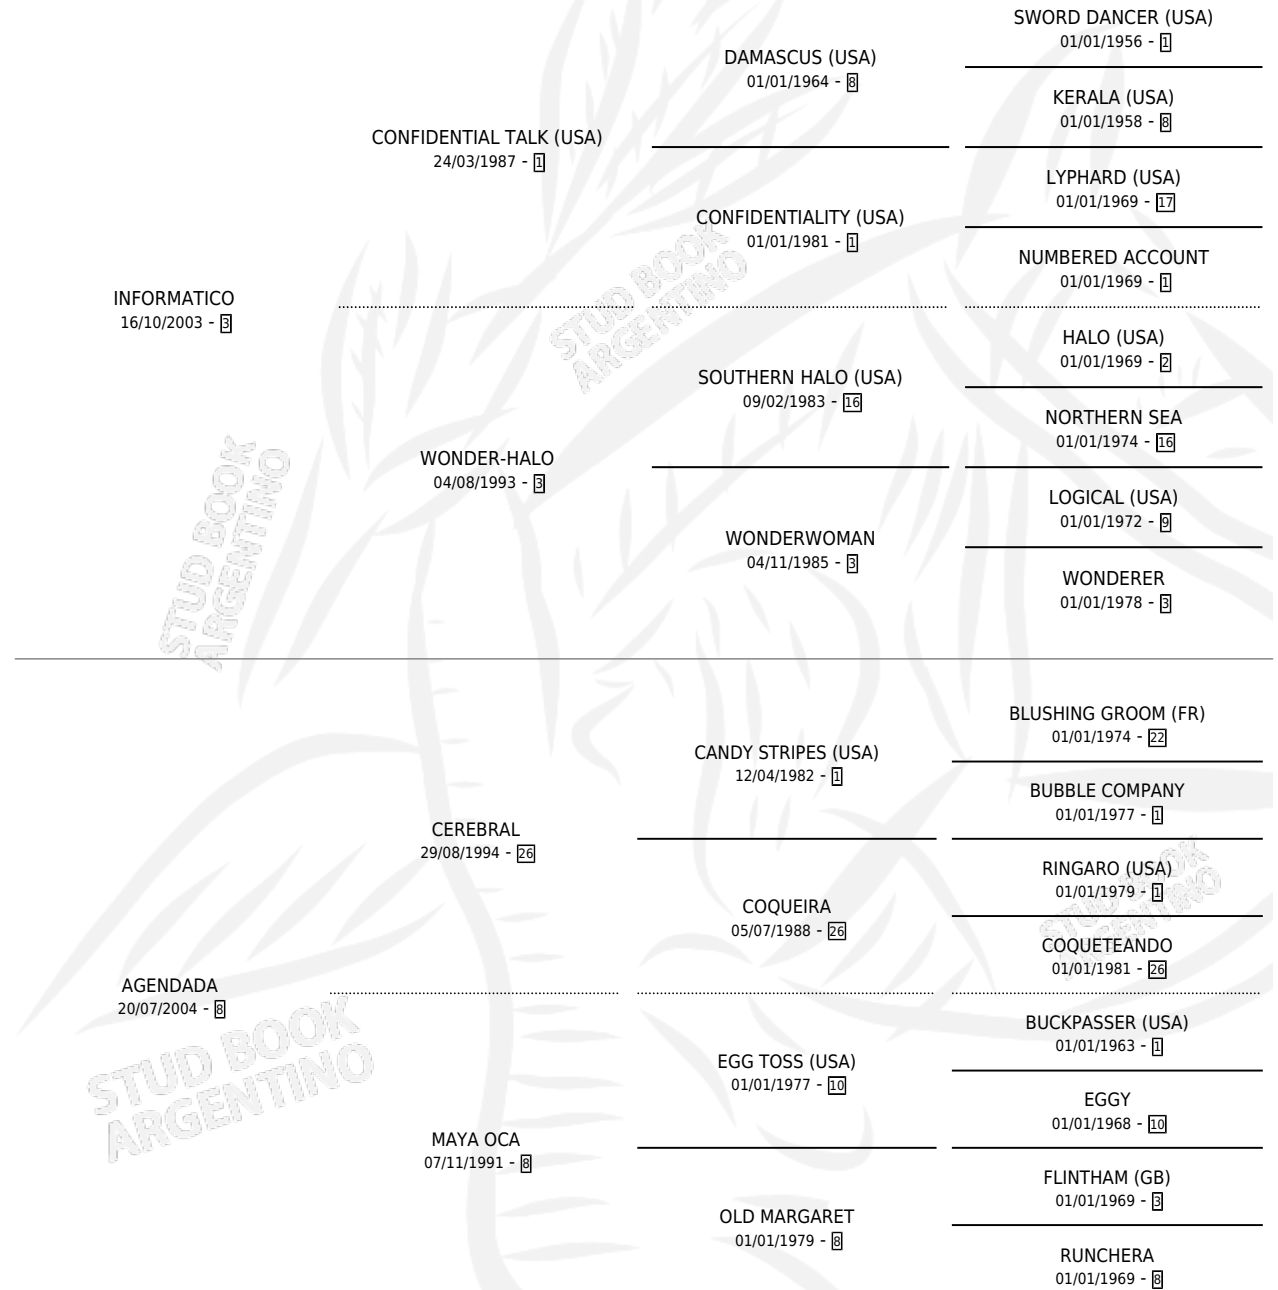 SWORD DANCER (USA)
01/01/1956 - 1
DAMASCUS (USA)
01/01/1964 - 8
KERALA (USA)
01/01/1958 - 8
CONFIDENTIAL TALK (USA)
24/03/1987 - 1
LYPHARD (USA)
01/01/1969 - 17
CONFIDENTIALITY (USA)
01/01/1981 - 1
NUMBERED ACCOUNT
01/01/1969 - 1
INFORMATICO
16/10/2003 - 3
HALO (USA)
01/01/1969 - 2
SOUTHERN HALO (USA)
09/02/1983 - 16
NORTHERN SEA
01/01/1974 - 16
WONDER-HALO
04/08/1993 - 3
LOGICAL (USA)
01/01/1972 - 9
WONDERWOMAN
04/11/1985 - 3
WONDERER
01/01/1978 - 3
BLUSHING GROOM (FR)
01/01/1974 - 22
CANDY STRIPES (USA)
12/04/1982 - 1
BUBBLE COMPANY
01/01/1977 - 1
CEREBRAL
29/08/1994 - 26
RINGARO (USA)
01/01/1979 - 1
COQUEIRA
05/07/1988 - 26
COQUETEANDO
01/01/1981 - 26
AGENDADA
20/07/2004 - 8
BUCKPASSER (USA)
01/01/1963 - 1
EGG TOSS (USA)
01/01/1977 - 10
EGGY
01/01/1968 - 10
MAYA OCA
07/11/1991 - 8
FLINTHAM (GB)
01/01/1969 - 3
OLD MARGARET
01/01/1979 - 8
RUNCHERA
01/01/1969 - 8
STUD BOOK
ARGENTINO
STUD BOOK
ARGENTINO
STUD BOOK
ARGENTINO
STUD BOOK
ARGENTINO